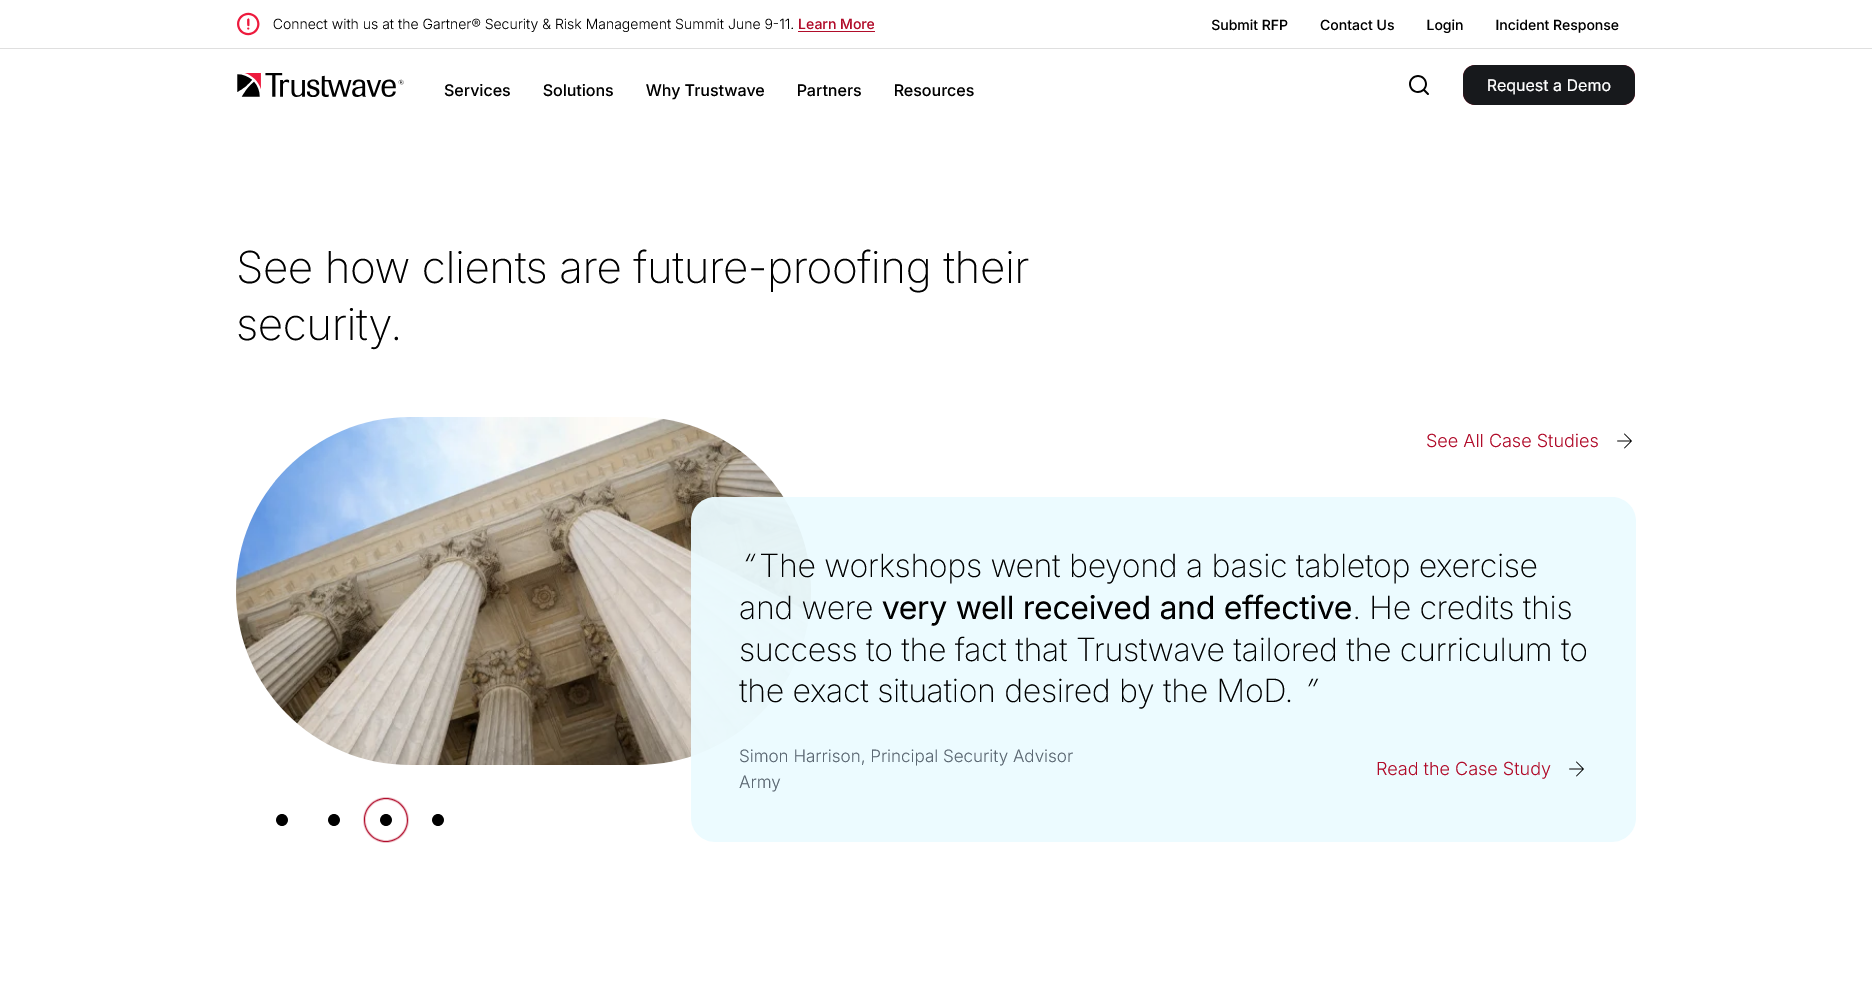 Connect with us at the Gartner® Security & Risk Management Summit June 9-11. Learn More
Submit RFP Contact Us Login Incident Response
Trustwave®
Services Solutions Why Trustwave Partners Resources
Request a Demo
See how clients are future-proofing their
security.
See All Case Studies
“The workshops went beyond a basic tabletop exercise
and were very well received and effective. He credits this
success to the fact that Trustwave tailored the curriculum to
the exact situation desired by the MoD. ”
Simon Harrison, Principal Security Advisor
Army
Read the Case Study